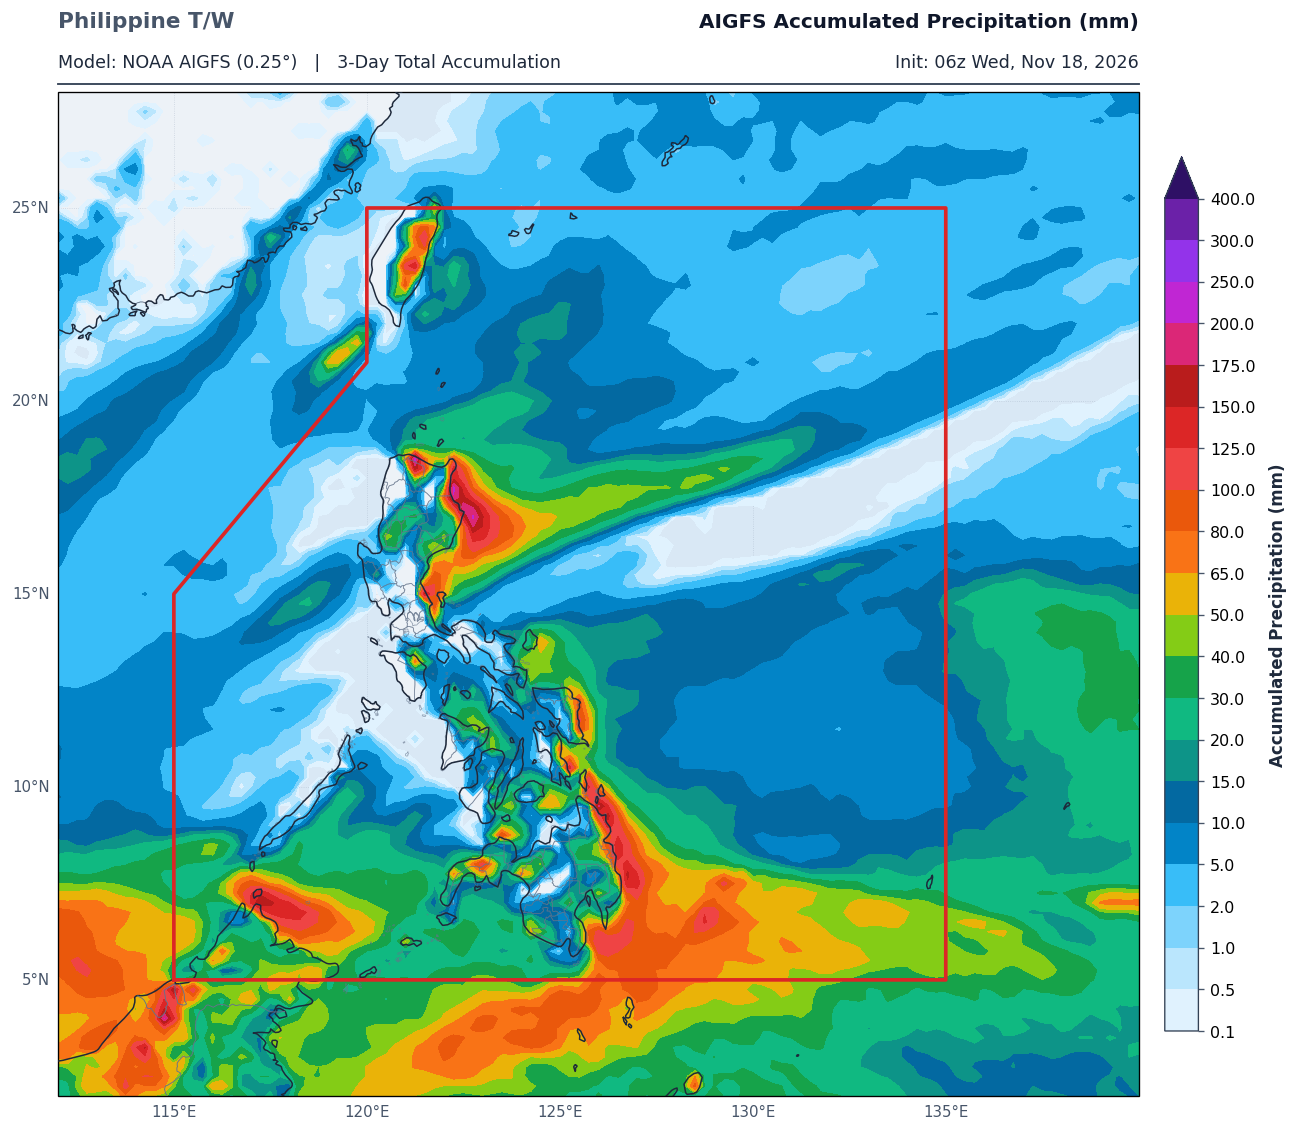 Philippine T/W
AIGFS Accumulated Precipitation (mm)
Model: NOAA AIGFS (0.25°)   |   3-Day Total Accumulation
Init: 06z Wed, Nov 18, 2026
25°N
20°N
15°N
10°N
5°N
115°E
120°E
125°E
130°E
135°E
400.0
300.0
250.0
200.0
175.0
150.0
125.0
100.0
80.0
65.0
50.0
40.0
30.0
20.0
15.0
10.0
5.0
2.0
1.0
0.5
0.1
Accumulated Precipitation (mm)